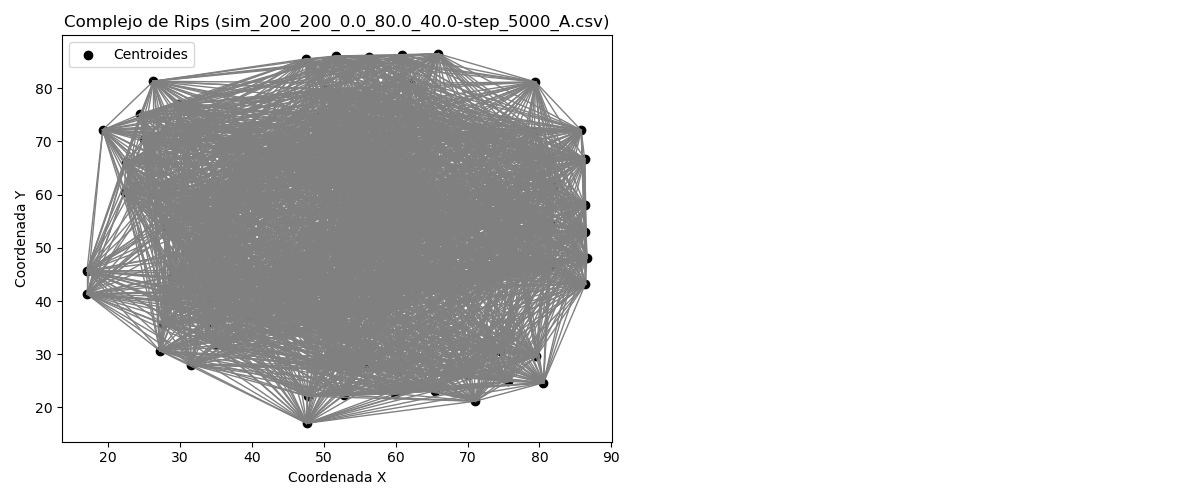 Complejo de Rips (sim_200_200_0.0_80.0_40.0-step_5000_A.csv)
Centroides
80
70
60
50
40
30
20
Coordenada Y
20 30 40 50 60 70 80 90
Coordenada X